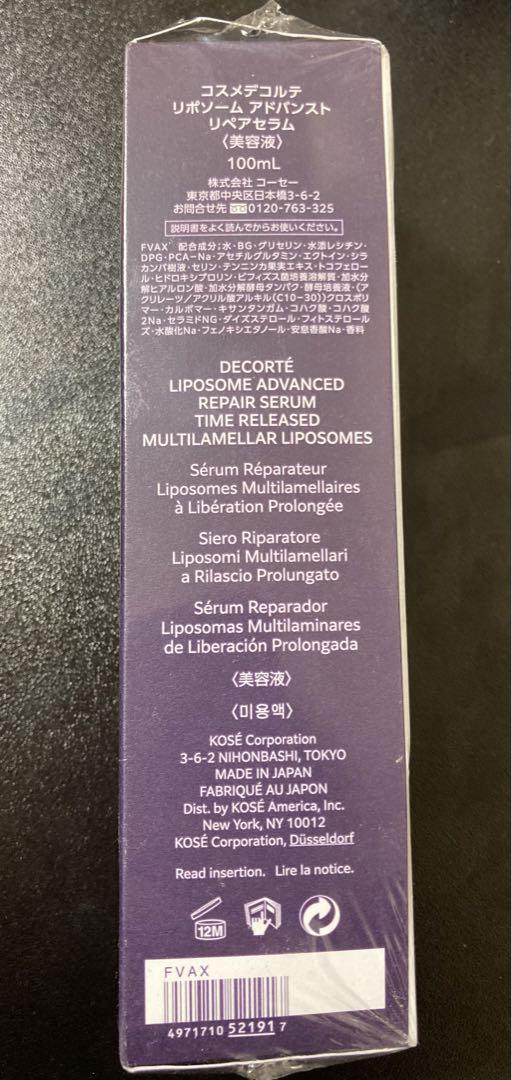 コスメデコルテ
リポソーム アドバンスト
リペアセラム
〈美容液〉
100mL
株式会社 コーセー
東京都中央区日本橋3-6-2
お問合せ先 0120-763-325
説明書をよく読んでからお使いください。
FVAX 配合成分:水・BG・グリセリン・水添レシチン・
DPG・PCA-Na・アセチルグルタミン・エクトイン・シラ
カンバ樹液・セリン・テンニンカ果実エキス・トコフェロ
ール・ヒドロキシプロリン・ビフィズス菌培養溶解質・加水分
解ヒアルロン酸・加水分解酵母タンパク・酵母培養液・(ア
クリレーツ/アクリル酸アルキル(C10-30))クロスポリ
マー・カルボマー・キサンタンガム・コハク酸・コハク酸
2Na・セラミドNG・ダイズステロール・フィトステロール
ズ・水酸化Na・フェノキシエタノール・安息香酸Na・香料
DECORTÉ
LIPOSOME ADVANCED
REPAIR SERUM
TIME RELEASED
MULTILAMELLAR LIPOSOMES
Sérum Réparateur
Liposomes Multilamellaires
à Libération Prolongée
Siero Riparatore
Liposomi Multilamellari
a Rilascio Prolungato
Sérum Reparador
Liposomas Multilaminares
de Liberación Prolongada
〈美容液〉
〈미용액〉
KOSÉ Corporation
3-6-2 NIHONBASHI, TOKYO
MADE IN JAPAN
FABRIQUÉ AU JAPON
Dist. by KOSÉ America, Inc.
New York, NY 10012
KOSÉ Corporation, Düsseldorf
Read insertion. Lire la notice.
12M
FVAX
4971710 52191 7